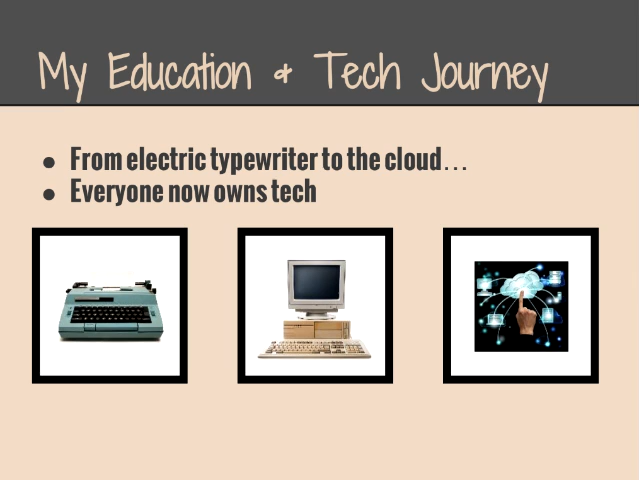 My Education & Tech Journey
● From electric typewriter to the cloud…
● Everyone now owns tech